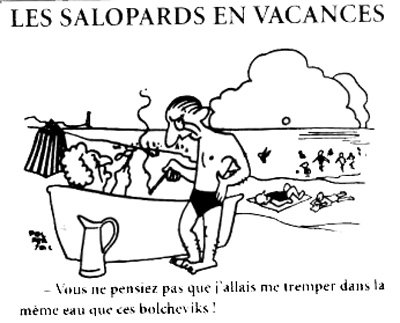 LES SALOPARDS EN VACANCES
– Vous ne pensiez pas que j'allais me tremper dans la
même eau que ces bolcheviks !